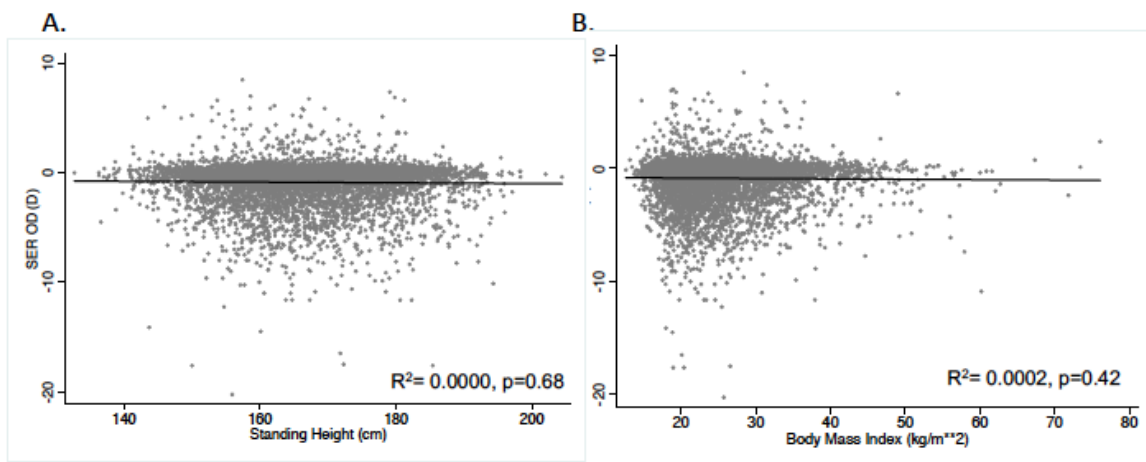 A.
B.
10
0
-10
-20
SER OD (D)
140
160
180
200
Standing Height (cm)
R²= 0.0000, p=0.68
10
0
-10
-20
20
30
40
50
60
70
80
Body Mass Index (kg/m**2)
R²= 0.0002, p=0.42